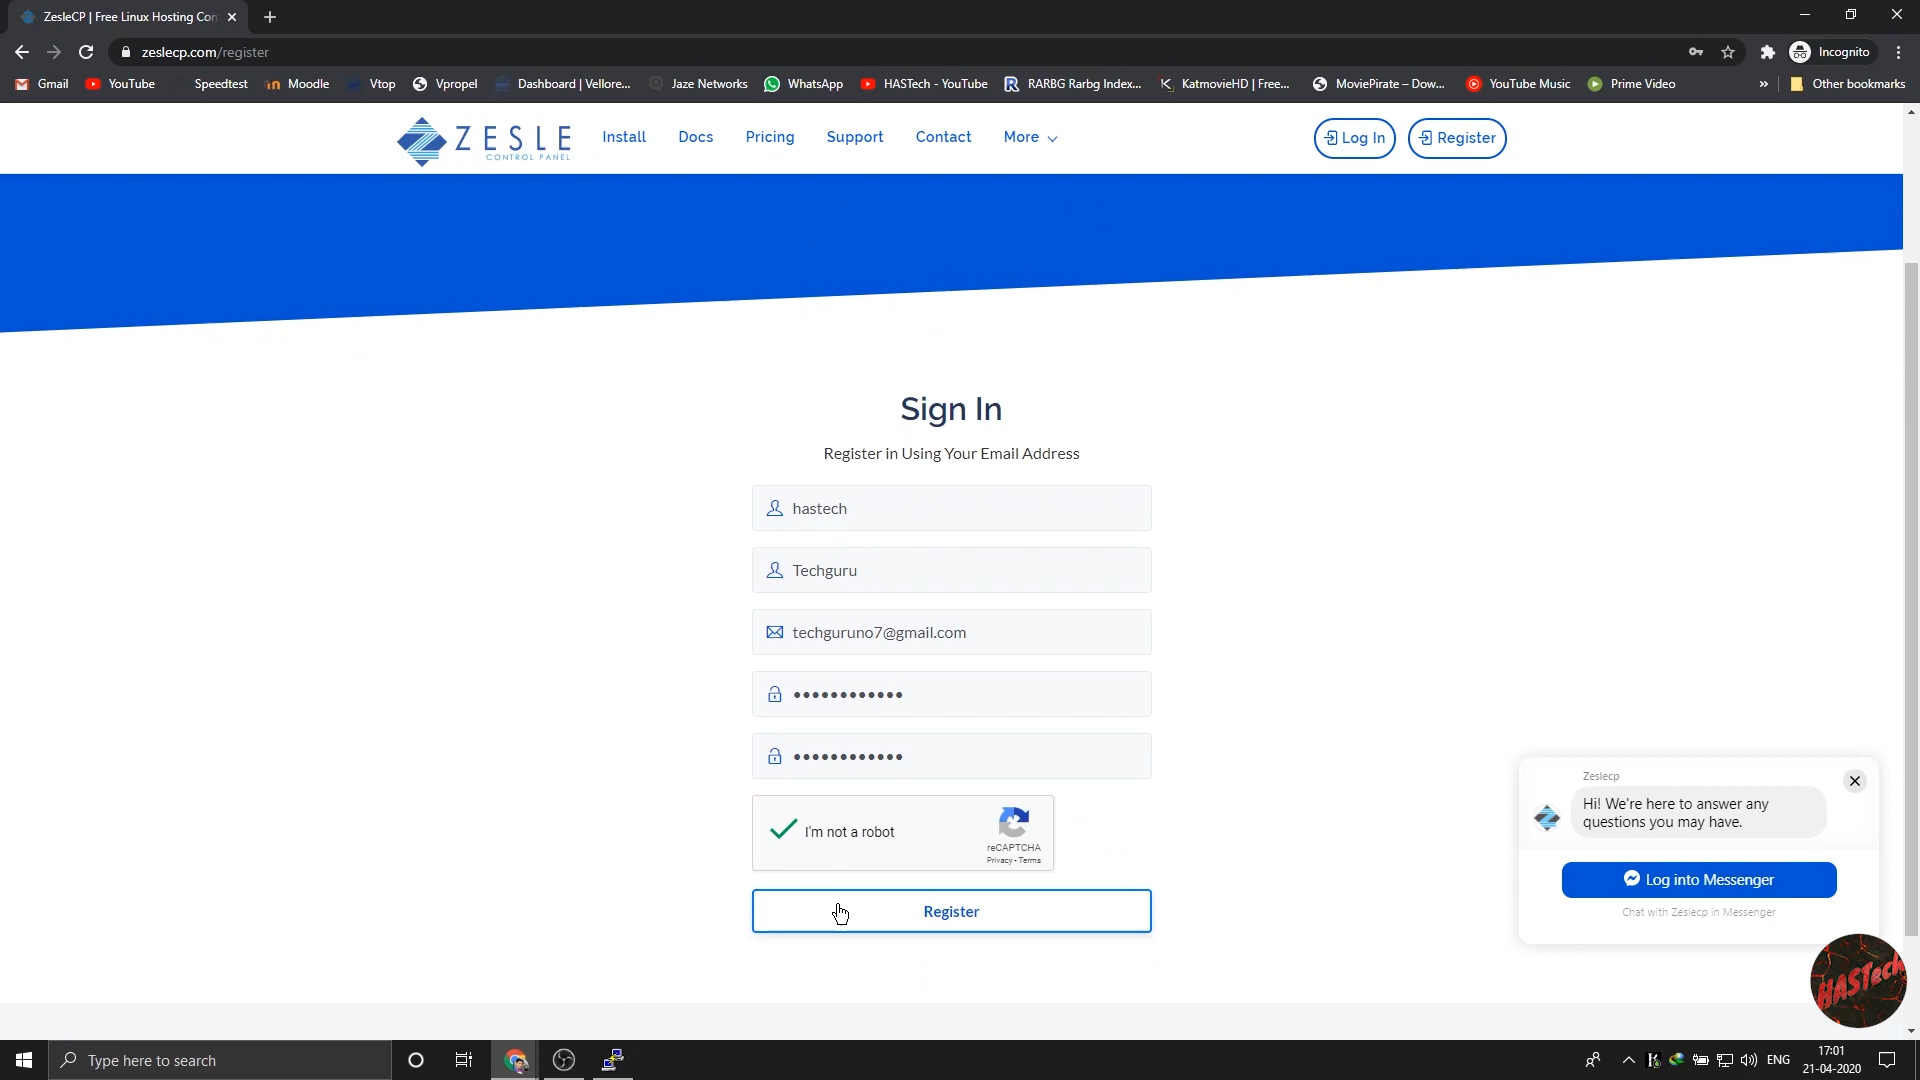 ZesleCP | Free Linux Hosting Con
zeslecp.com/register
Incognito
Gmail
YouTube
Speedtest
Moodle
Vtop
Vpropel
Dashboard | Vellore...
Jaze Networks
WhatsApp
HASTech - YouTube
RARBG Rarbg Index...
KatmovieHD | Free...
MoviePirate – Dow...
YouTube Music
Prime Video
»
Other bookmarks
ZESLE
CONTROL PANEL
Install
Docs
Pricing
Support
Contact
More
Log In
Register
Sign In
Register in Using Your Email Address
hastech
Techguru
techguruno7@gmail.com
••••••••••••
••••••••••••
I'm not a robot
reCAPTCHA
Privacy - Terms
Register
Zeslecp
Hi! We're here to answer any
questions you may have.
Log into Messenger
Chat with Zeslecp in Messenger
HASTech
Type here to search
ENG
17:01
21-04-2020